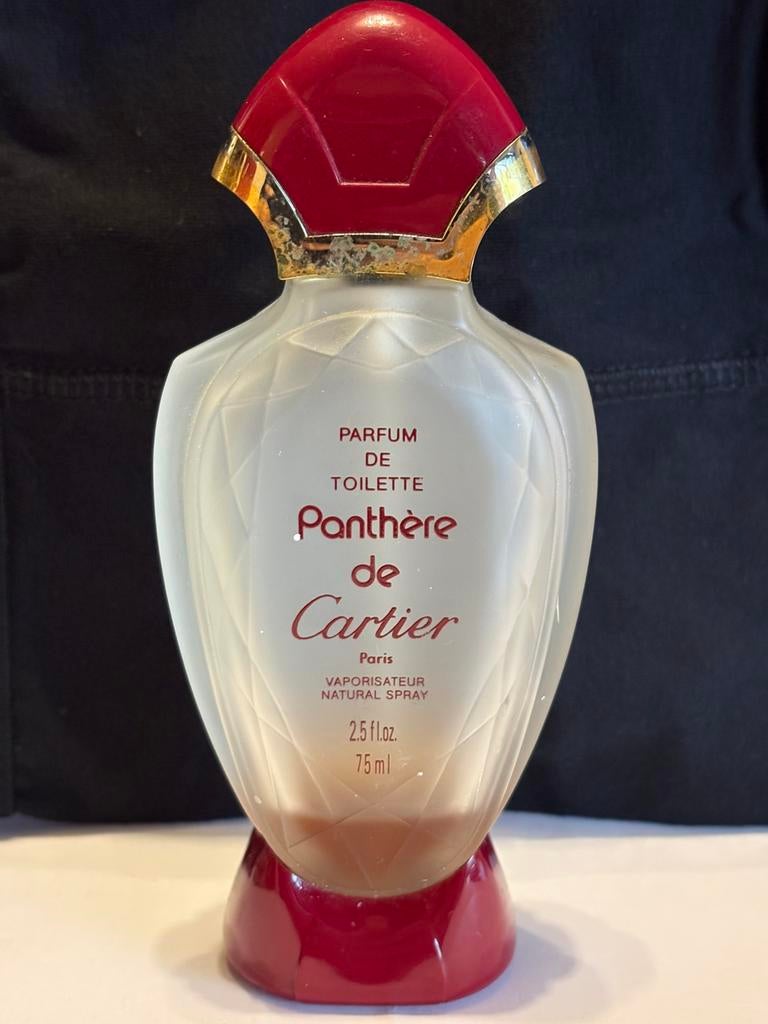 PARFUM
DE
TOILETTE
Panthère
de
Cartier
Paris
VAPORISATEUR
NATURAL SPRAY
2.5 fl.oz.
75 ml